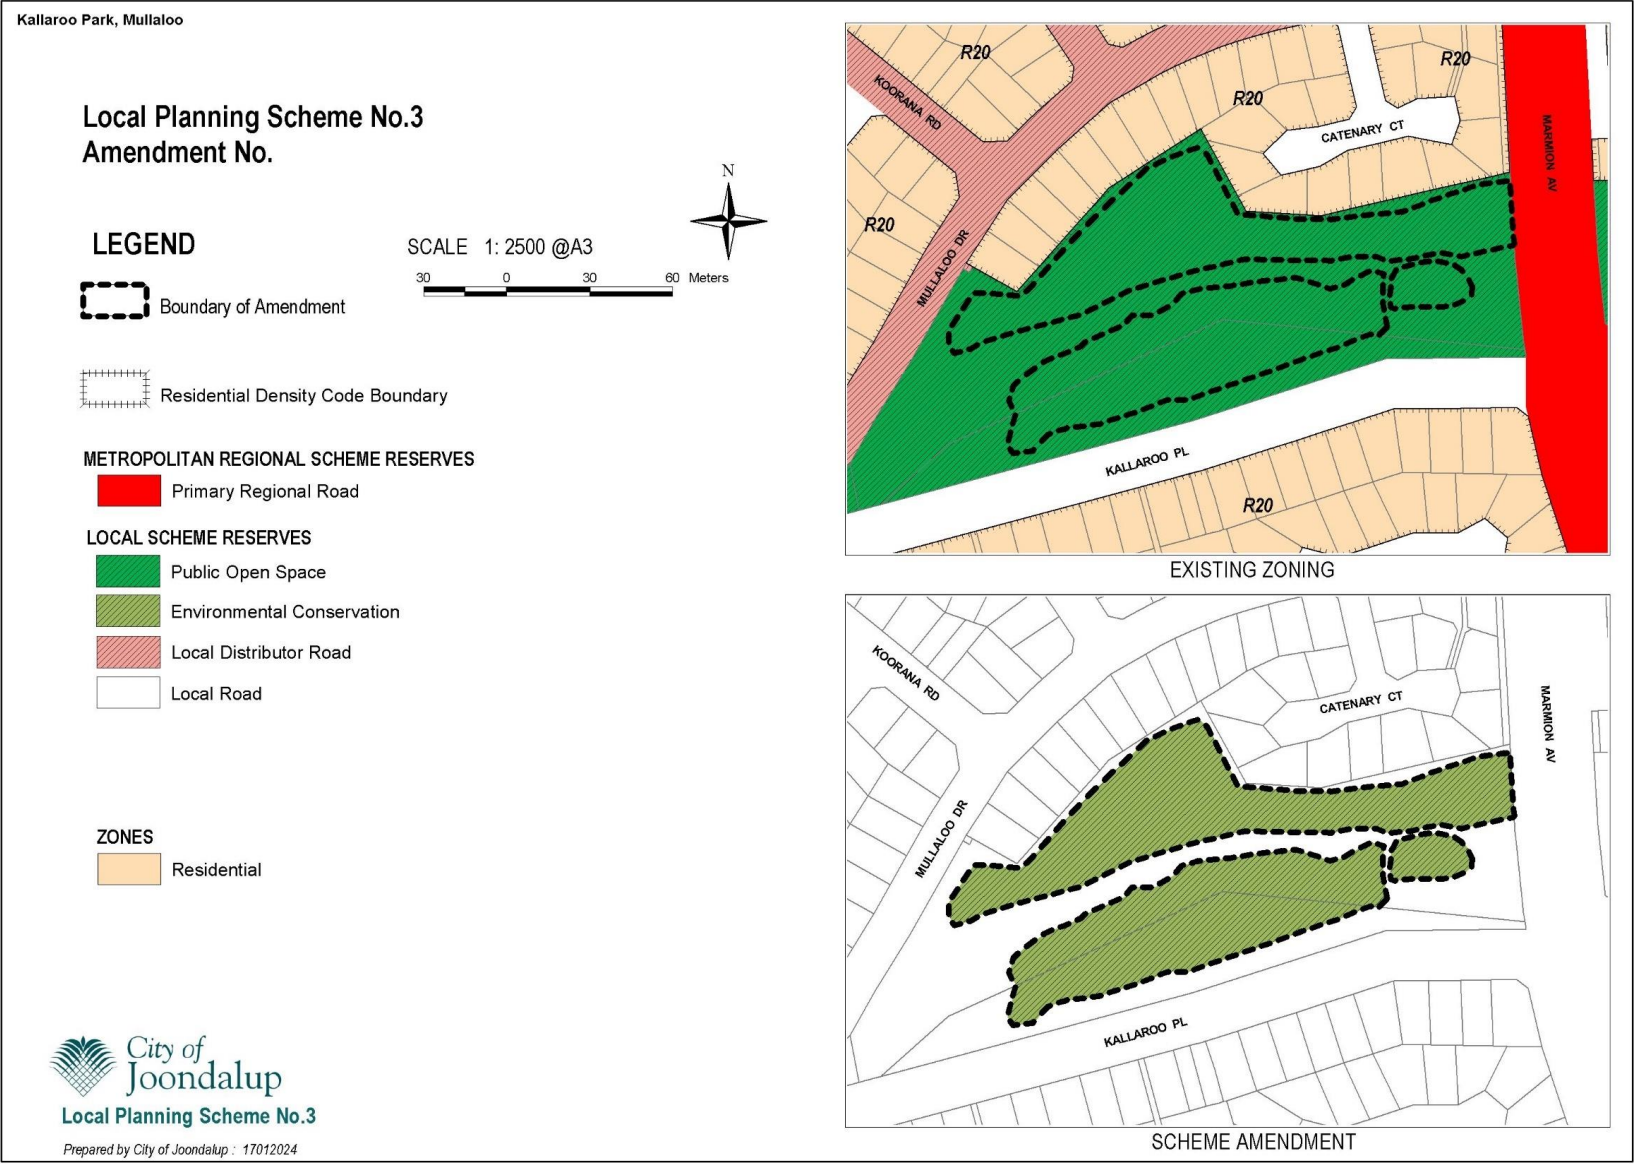 Kallaroo Park, Mullaloo
Local Planning Scheme No.3
Amendment No.
LEGEND
SCALE 1: 2500 @A3
N
30 0 30 60 Meters
Boundary of Amendment
Residential Density Code Boundary
METROPOLITAN REGIONAL SCHEME RESERVES
Primary Regional Road
LOCAL SCHEME RESERVES
Public Open Space
Environmental Conservation
Local Distributor Road
Local Road
ZONES
Residential
City of
Joondalup
Local Planning Scheme No.3
Prepared by City of Joondalup : 17012024
R20
R20
R20
KOORANA RD
CATENARY CT
MARMION AV
R20
MULLALOO DR
KALLAROO PL
R20
EXISTING ZONING
KOORANA RD
CATENARY CT
MARMION AV
MULLALOO DR
KALLAROO PL
SCHEME AMENDMENT